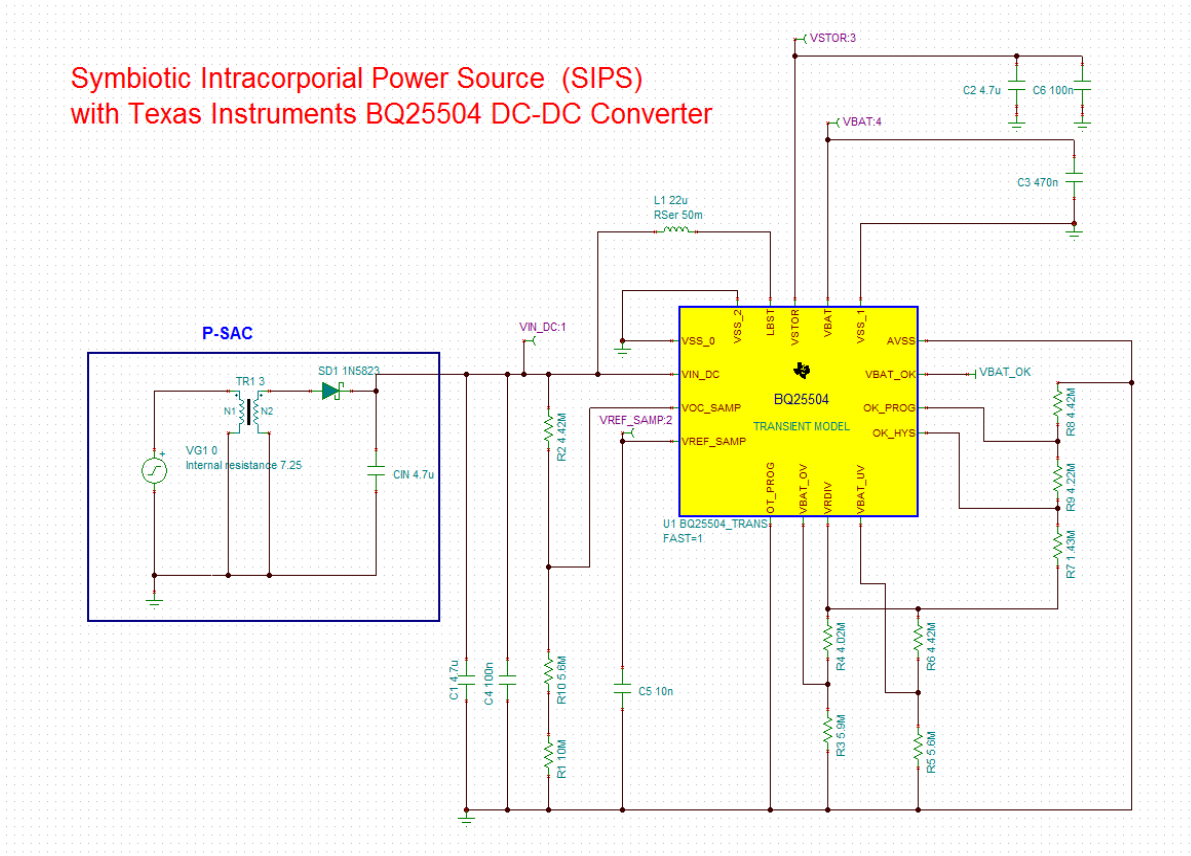 VSTOR:3
Symbiotic Intracorporial Power Source (SIPS)
with Texas Instruments BQ25504 DC-DC Converter
C2 4.7u
C6 100n
VBAT:4
C3 470n
L1 22u
RSer 50m
P-SAC
VIN_DC:1
VSS_2
LBST
VSTOR
VBAT
VSS_1
VSS_0
AVSS
TR1 3
SD1 1N5823
VIN_DC
VBAT_OK
VBAT_OK
BQ25504
N1
N2
VOC_SAMP
OK_PROG
R8 4.42M
VREF_SAMP:2
TRANSIENT MODEL
R2 4.42M
OK_HYS
VREF_SAMP
VG1 0
Internal resistance 7.25
CIN 4.7u
OT_PROG
VBAT_OV
VRDIV
VBAT_UV
R9 4.22M
U1 BQ25504_TRANS
FAST=1
R7 1.43M
R4 4.02M
R6 4.42M
C1 4.7u
C4 100n
R10 5.6M
C5 10n
R3 5.9M
R5 5.6M
R1 10M